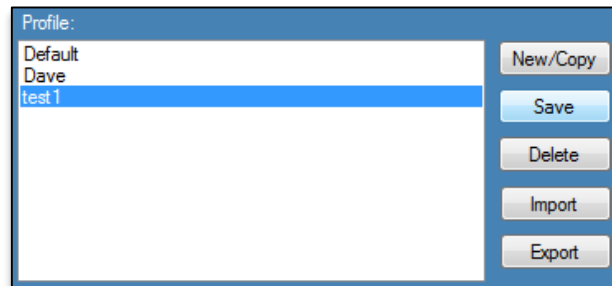 Profile:
Default
Dave
test1
New/Copy
Save
Delete
Import
Export